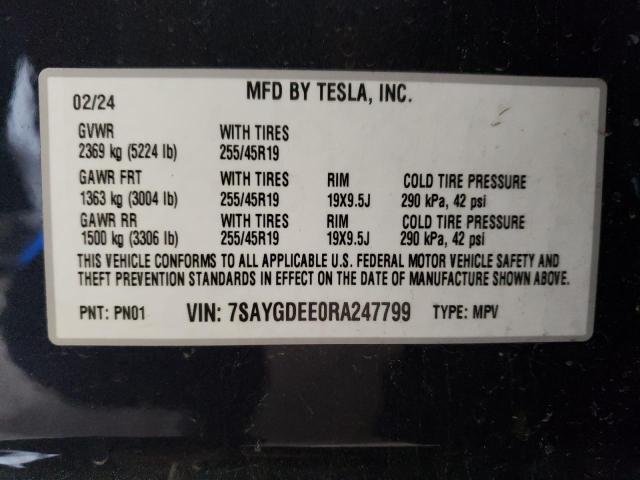 02/24 MFD BY TESLA, INC.
GVWR WITH TIRES
2369 kg (5224 lb) 255/45R19
GAWR FRT WITH TIRES RIM COLD TIRE PRESSURE
1363 kg (3004 lb) 255/45R19 19X9.5J 290 kPa, 42 psi
GAWR RR WITH TIRES RIM COLD TIRE PRESSURE
1500 kg (3306 lb) 255/45R19 19X9.5J 290 kPa, 42 psi
THIS VEHICLE CONFORMS TO ALL APPLICABLE U.S. FEDERAL MOTOR VEHICLE SAFETY AND
THEFT PREVENTION STANDARDS IN EFFECT ON THE DATE OF MANUFACTURE SHOWN ABOVE.
PNT: PN01 VIN: 7SAYGDEE0RA247799 TYPE: MPV